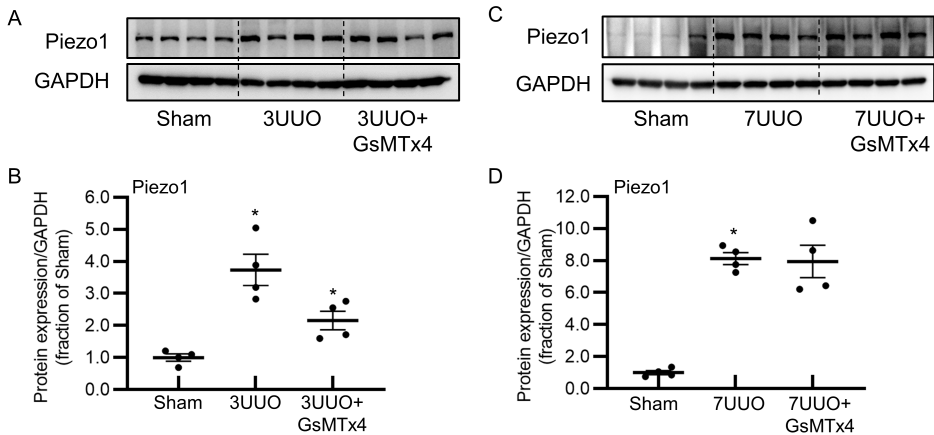 A
Piezo1
GAPDH
Sham
3UUO
3UUO+
GsMTx4
C
Piezo1
GAPDH
Sham
7UUO
7UUO+
GsMTx4
B
Piezo1
Protein expression/GAPDH
(fraction of Sham)
6.0
4.0
3.0
2.0
1.0
0.0
*
*
Sham
3UUO
3UUO+
GsMTx4
D
Piezo1
Protein expression/GAPDH
(fraction of Sham)
12.0
10.0
8.0
6.0
4.0
2.0
0.0
*
Sham
7UUO
7UUO+
GsMTx4